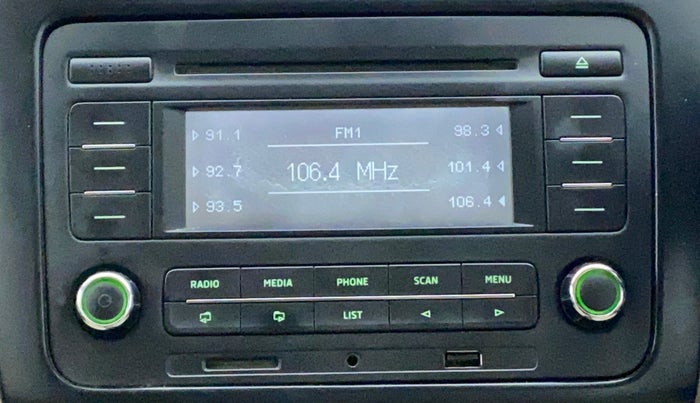 91.1 FM1 98.3
92.7 106.4 MHz 101.4
93.5 106.4
RADIO MEDIA PHONE SCAN MENU
LIST